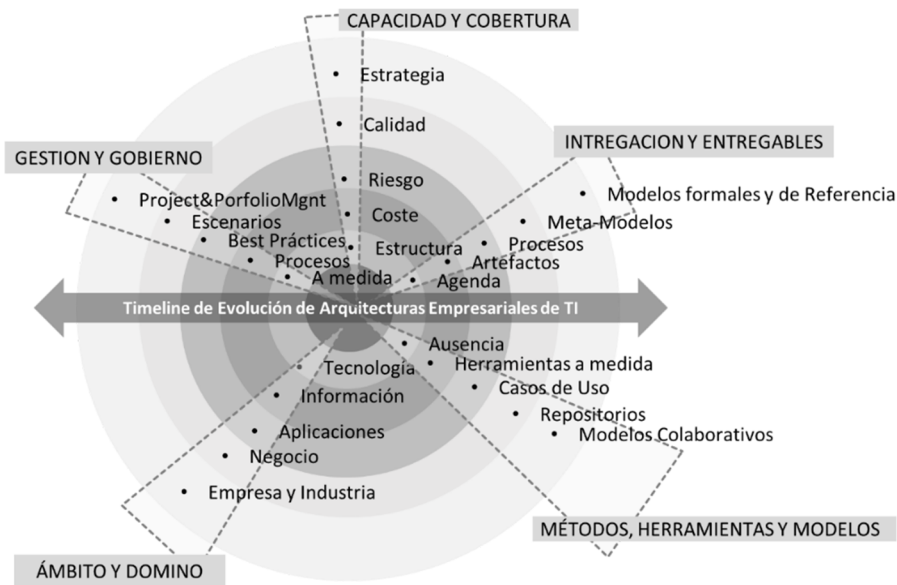 CAPACIDAD Y COBERTURA
Estrategia
Calidad
Riesgo
Coste
Estructura
INTREGACION Y ENTREGABLES
Modelos formales y de Referencia
Meta-Modelos
Procesos
Artefactos
Agenda
GESTION Y GOBIERNO
Project&PorfolioMgnt
Escenarios
Best Práctices
Procesos
A medida
Timeline de Evolución de Arquitecturas Empresariales de TI
Tecnología
Información
Aplicaciones
Negocio
Empresa y Industria
ÁMBITO Y DOMINO
Ausencia
Herramientas a medida
Casos de Uso
Repositorios
Modelos Colaborativos
MÉTODOS, HERRAMIENTAS Y MODELOS